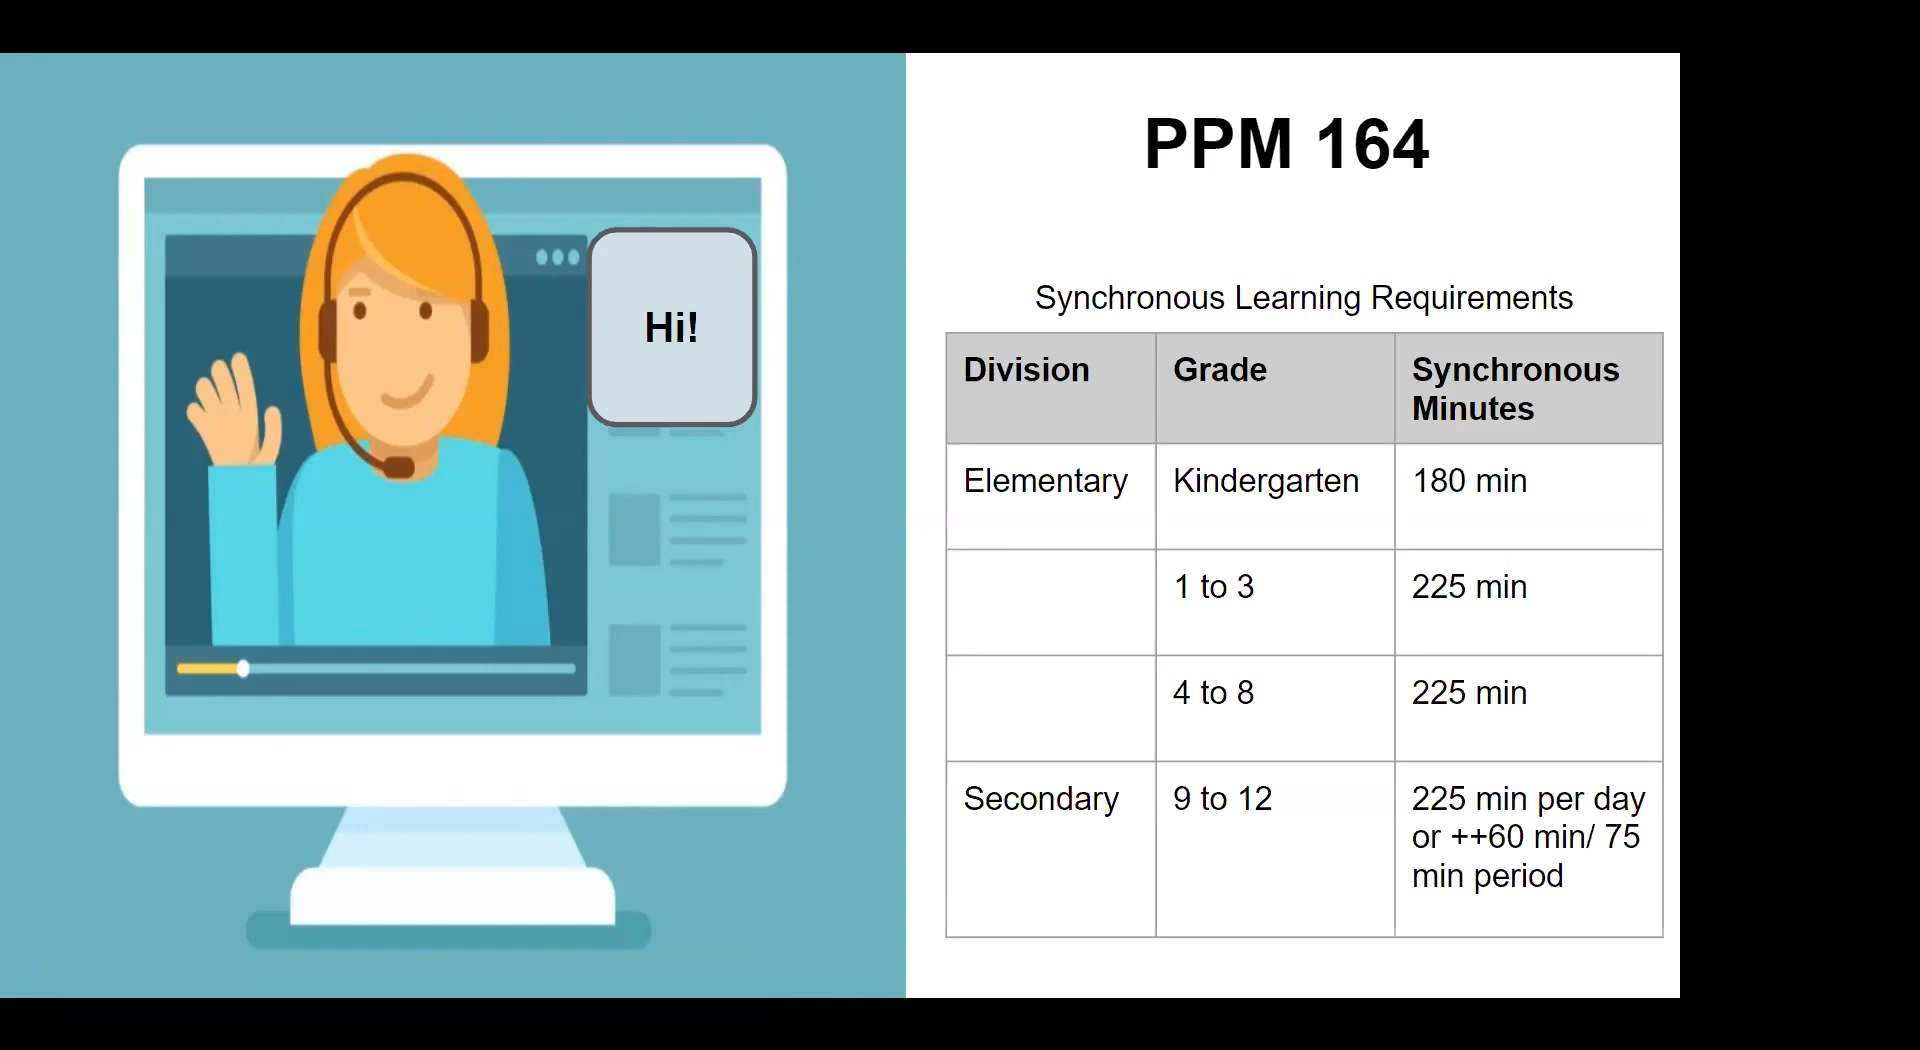 Hi!
PPM 164
Synchronous Learning Requirements
Division Grade Synchronous
Minutes
Elementary Kindergarten 180 min
1 to 3 225 min
4 to 8 225 min
Secondary 9 to 12 225 min per day
or ++60 min/ 75
min period